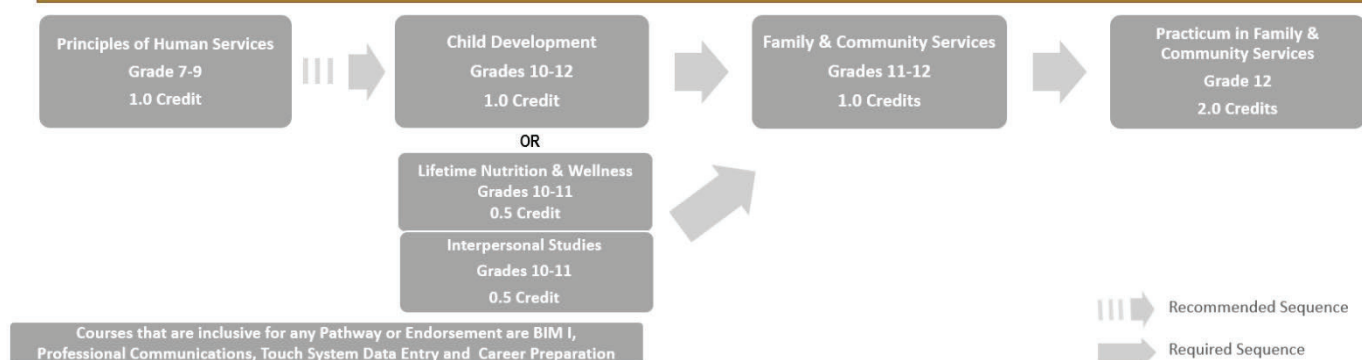 Principles of Human Services
Grade 7-9
1.0 Credit
Child Development
Grades 10-12
1.0 Credit
OR
Lifetime Nutrition & Wellness
Grades 10-11
0.5 Credit
Interpersonal Studies
Grades 10-11
0.5 Credit
Family & Community Services
Grades 11-12
1.0 Credits
Practicum in Family &
Community Services
Grade 12
2.0 Credits
Courses that are inclusive for any Pathway or Endorsement are BIM I,
Professional Communications, Touch System Data Entry and Career Preparation
Recommended Sequence
Required Sequence